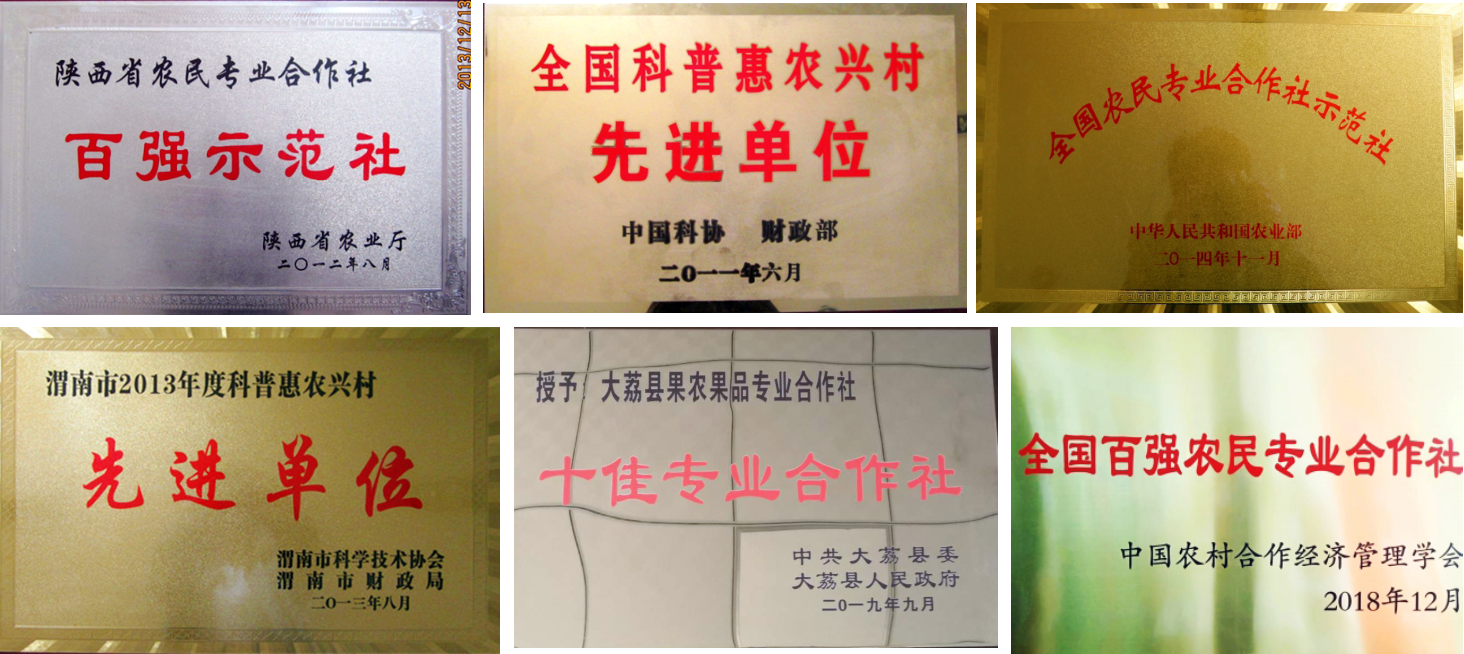 陕西省农民专业合作社
百强示范社
陕西省农业厅
二〇一二年八月
2013/12/13
全国科普惠农兴村
先进单位
中国科协 财政部
二0一一年六月
全国农民专业合作社示范社
中华人民共和国农业部
二0一四年十一月
渭南市2013年度科普惠农兴村
先进单位
渭南市科学技术协会
渭南市财政局
二0一三年八月
授予：大荔县果农果品专业合作社
十佳专业合作社
中共大荔县委
大荔县人民政府
二0一九年九月
全国百强农民专业合作社
中国农村合作经济管理学会
2018年12月